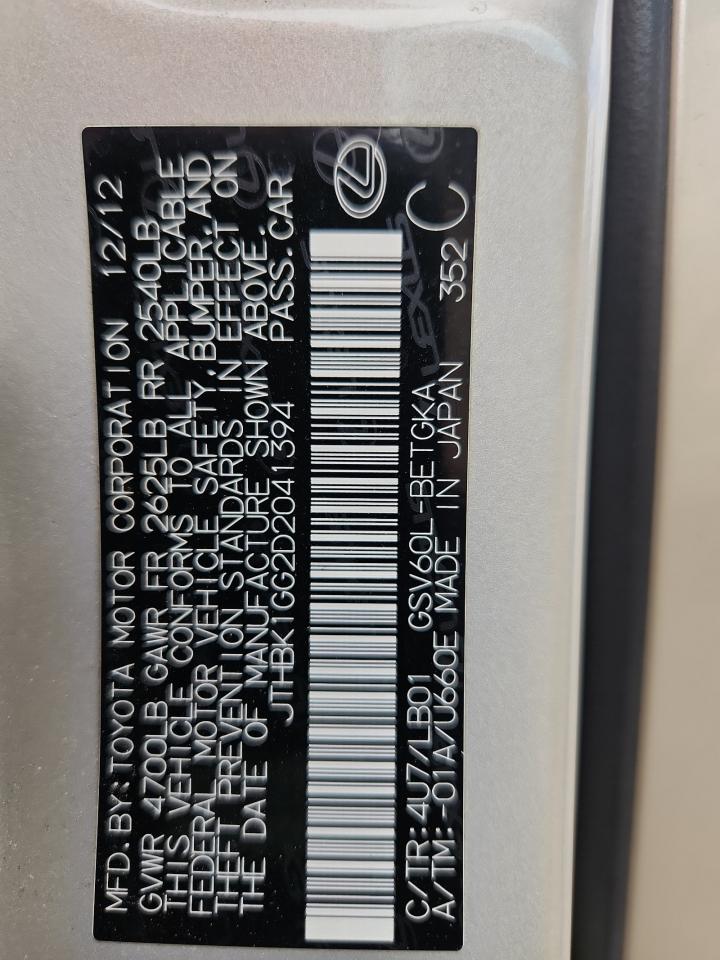 MFD. BY: TOYOTA MOTOR CORPORATION 12/12
GVWR 4700LB GAWR FR 2625LB RR 2540LB
THIS VEHICLE CONFORMS TO ALL APPLICABLE
FEDERAL MOTOR VEHICLE SAFETY, BUMPER, AND
THEFT PREVENTION STANDARDS IN EFFECT ON
THE DATE OF MANUFACTURE SHOWN ABOVE.
JTHBK1GG2D2041394 PASS. CAR
C/TR: 4U7/LB01 GSV60L-BETGKA
A/TM: -01A/U660E MADE IN JAPAN 352 C
LEXUS